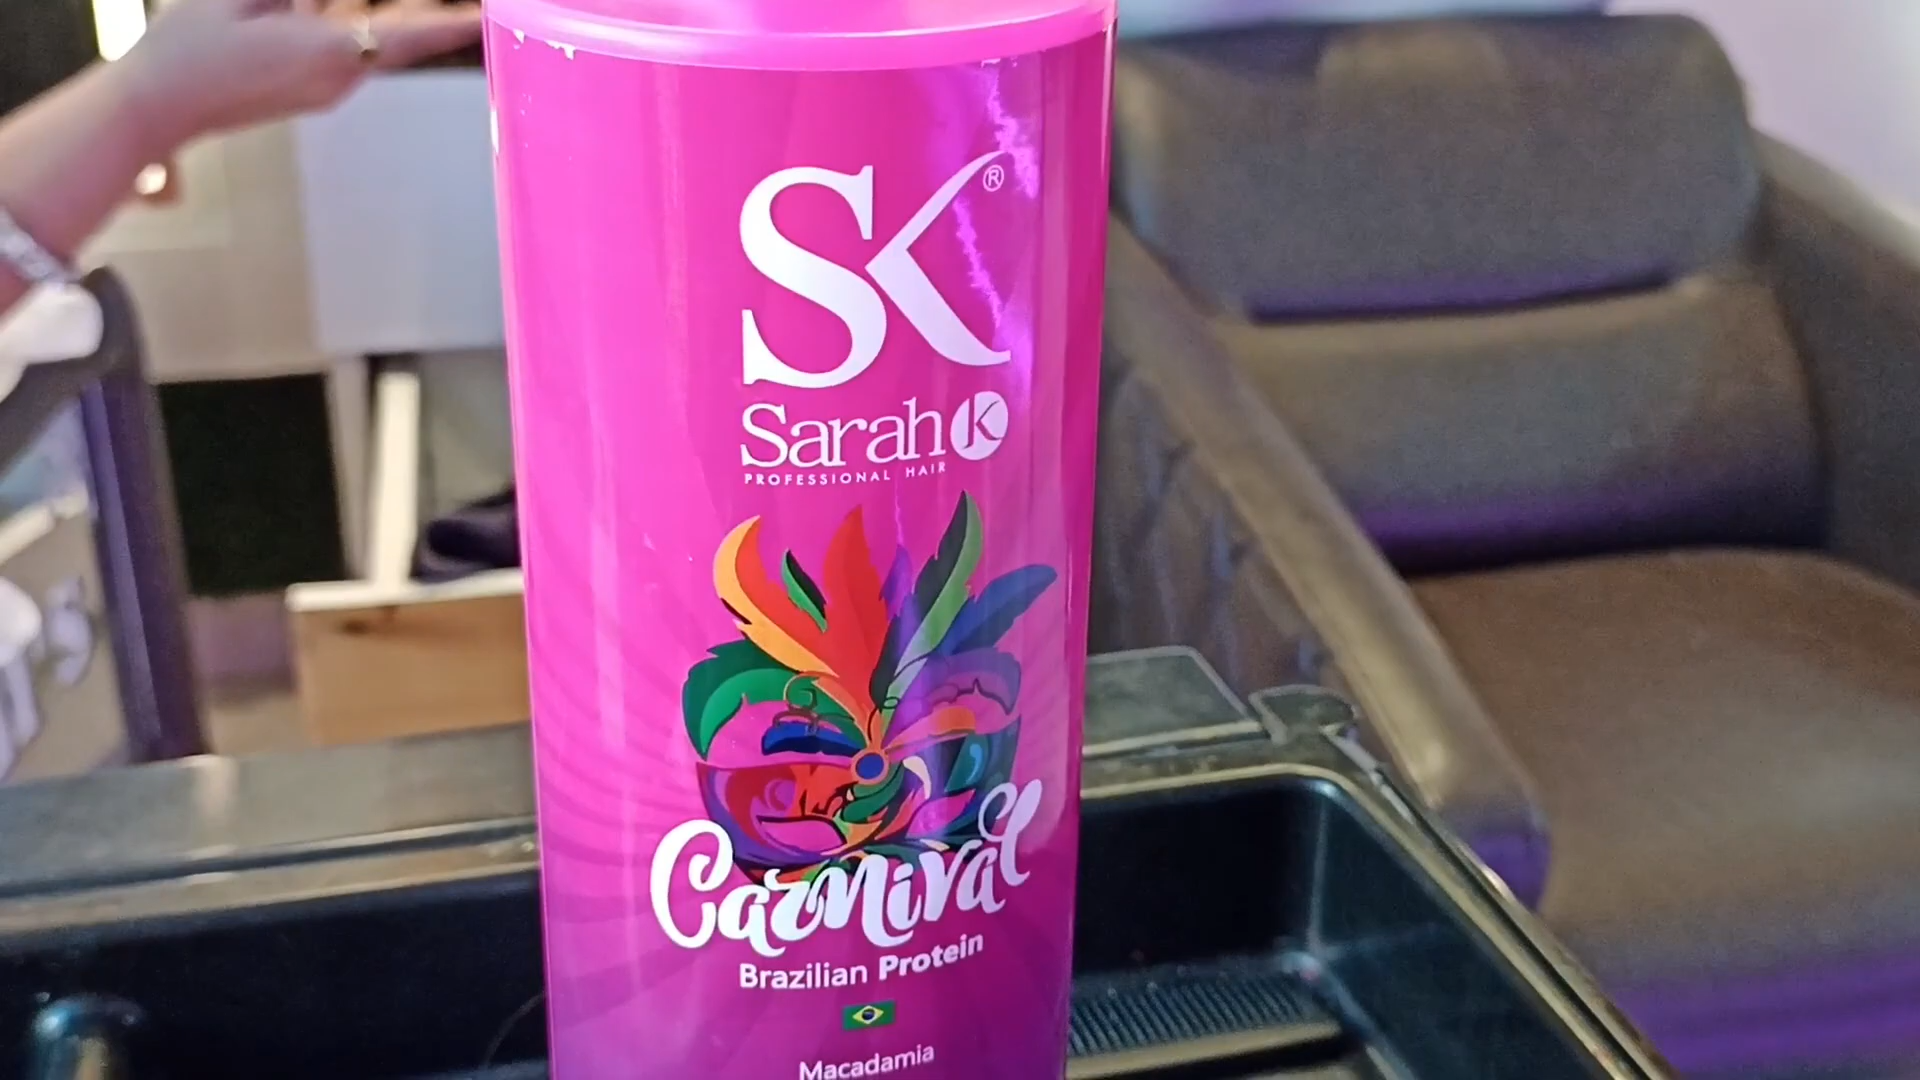 SK®
Sarah K
PROFESSIONAL HAIR
Carnival
Brazilian Protein
Macadamia